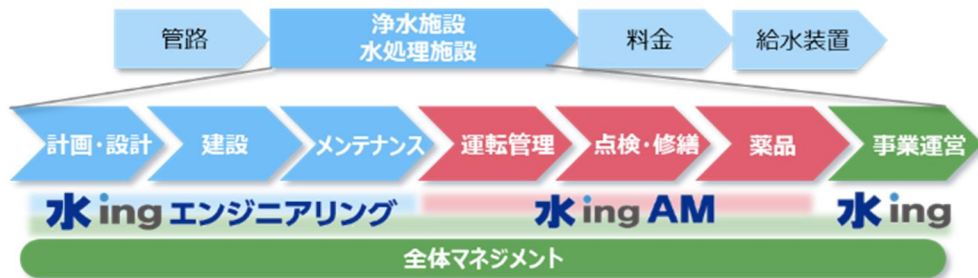 管路
浄水施設
水処理施設
料金
給水装置
計画・設計
建設
メンテナンス
運転管理
点検・修繕
薬品
事業運営
水ingエンジニアリング
水ing AM
水ing
全体マネジメント